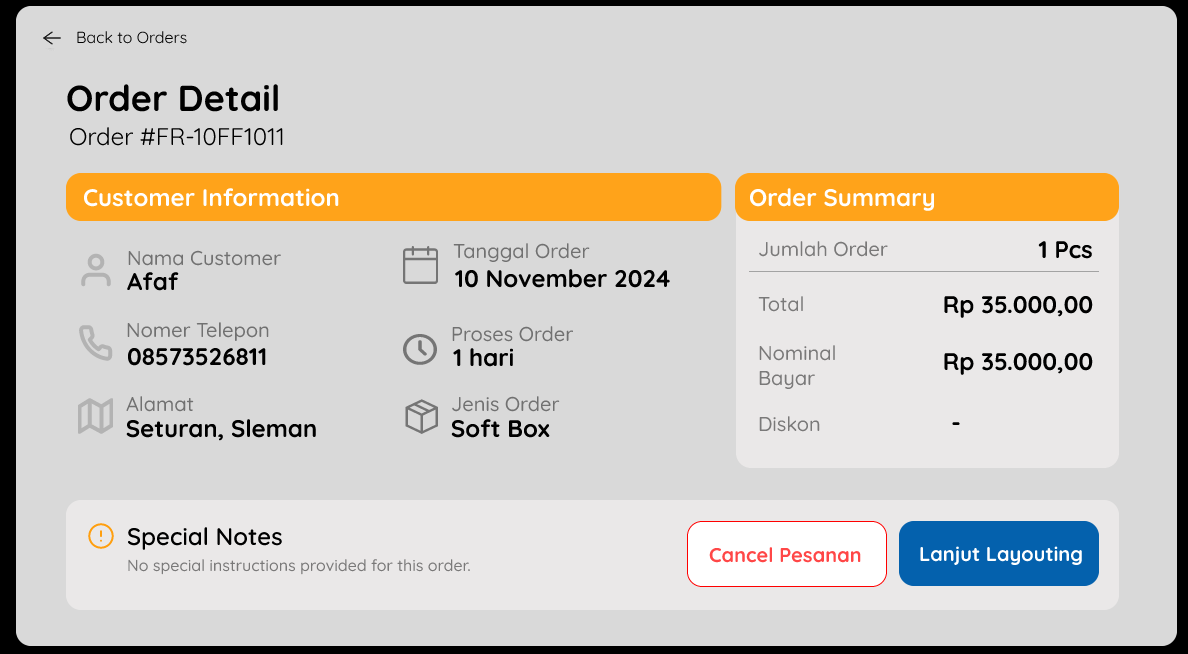 Back to Orders
Order Detail
Order #FR-10FF1011
Customer Information
Nama Customer
Afaf
Nomer Telepon
08573526811
Alamat
Seturan, Sleman
Tanggal Order
10 November 2024
Proses Order
1 hari
Jenis Order
Soft Box
Order Summary
Jumlah Order 1 Pcs
Total Rp 35.000,00
Nominal
Bayar Rp 35.000,00
Diskon -
Special Notes
No special instructions provided for this order.
Cancel Pesanan
Lanjut Layouting